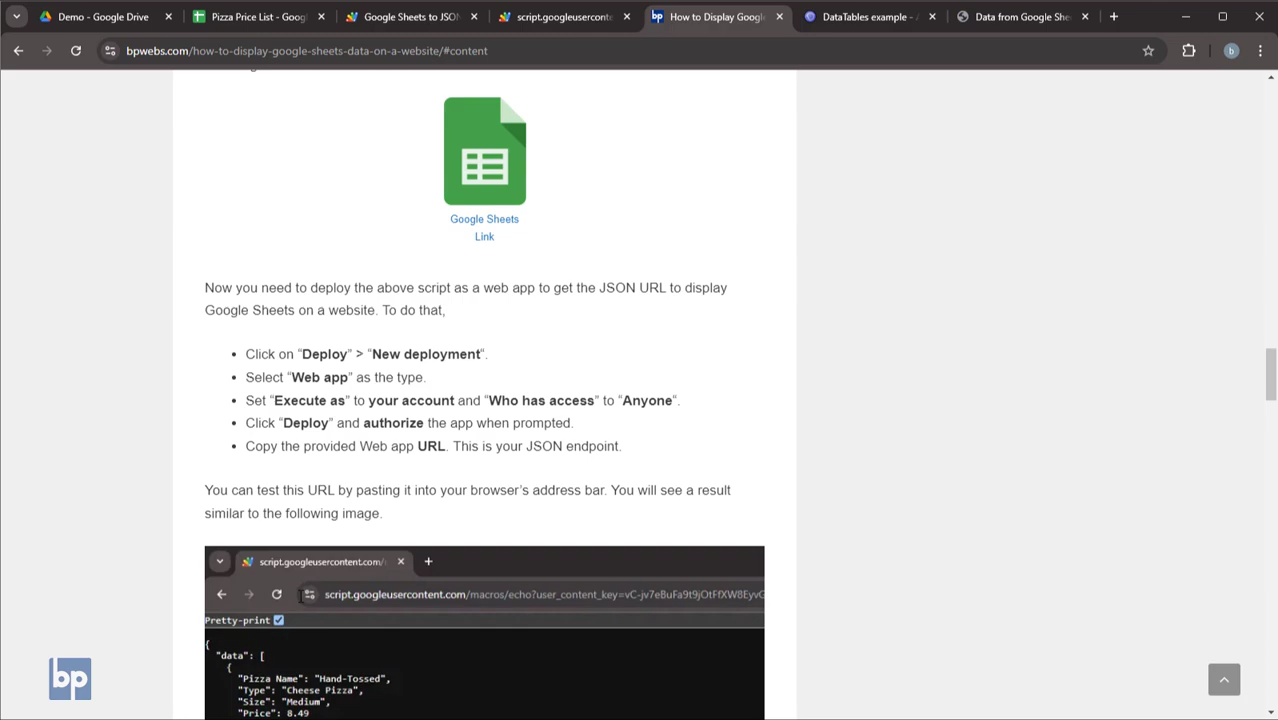 Demo - Google Drive
Pizza Price List - Goog
Google Sheets to JSON
script.googleusercontent
How to Display Google
DataTables example - A
Data from Google Shee
bpwebs.com/how-to-display-google-sheets-data-on-a-website/#content
b
Google Sheets
Link
Now you need to deploy the above script as a web app to get the JSON URL to display
Google Sheets on a website. To do that,
• Click on “Deploy” > “New deployment“.
• Select “Web app” as the type.
• Set “Execute as” to your account and “Who has access” to “Anyone“.
• Click “Deploy” and authorize the app when prompted.
• Copy the provided Web app URL. This is your JSON endpoint.
You can test this URL by pasting it into your browser’s address bar. You will see a result
similar to the following image.
script.googleusercontent.com/
script.googleusercontent.com/macros/echo?user_content_key=vC-jv7eBuFa9t9jOtFfXW8EyvG
Pretty-print
{
"data": [
{
"Pizza Name": "Hand-Tossed",
"Type": "Cheese Pizza",
"Size": "Medium",
"Price": 8.49
bp